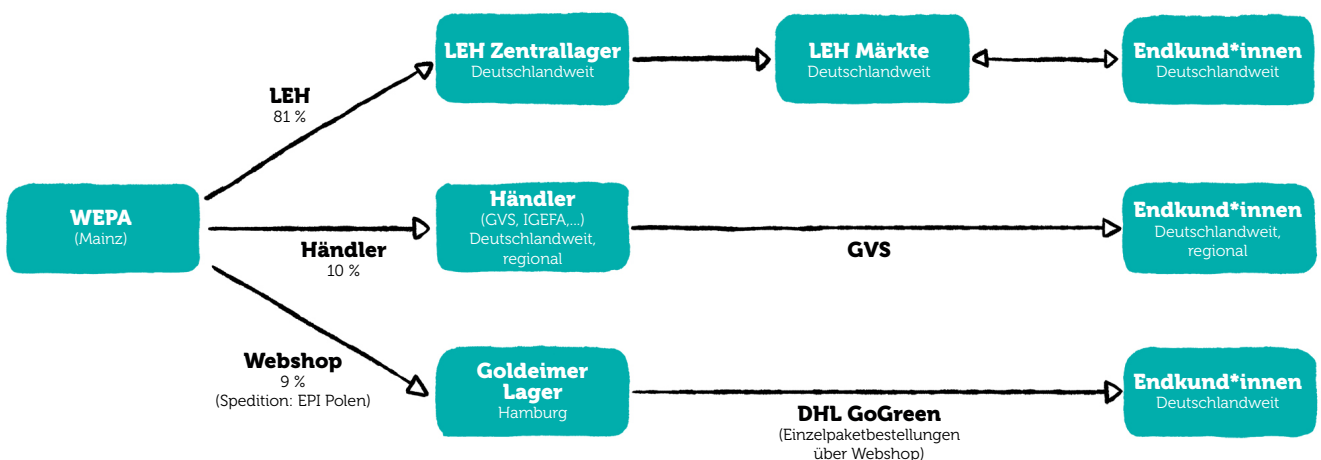 LEH Zentrallager
Deutschlandweit
LEH Märkte
Deutschlandweit
Endkund*innen
Deutschlandweit
LEH
81 %
WEPA
(Mainz)
Händler
10 %
Händler
(GVS, IGEFA,...)
Deutschlandweit,
regional
GVS
Endkund*innen
Deutschlandweit,
regional
Webshop
9 %
(Spedition: EPI Polen)
Goldeimer
Lager
Hamburg
DHL GoGreen
(Einzelpaketbestellungen
über Webshop)
Endkund*innen
Deutschlandweit